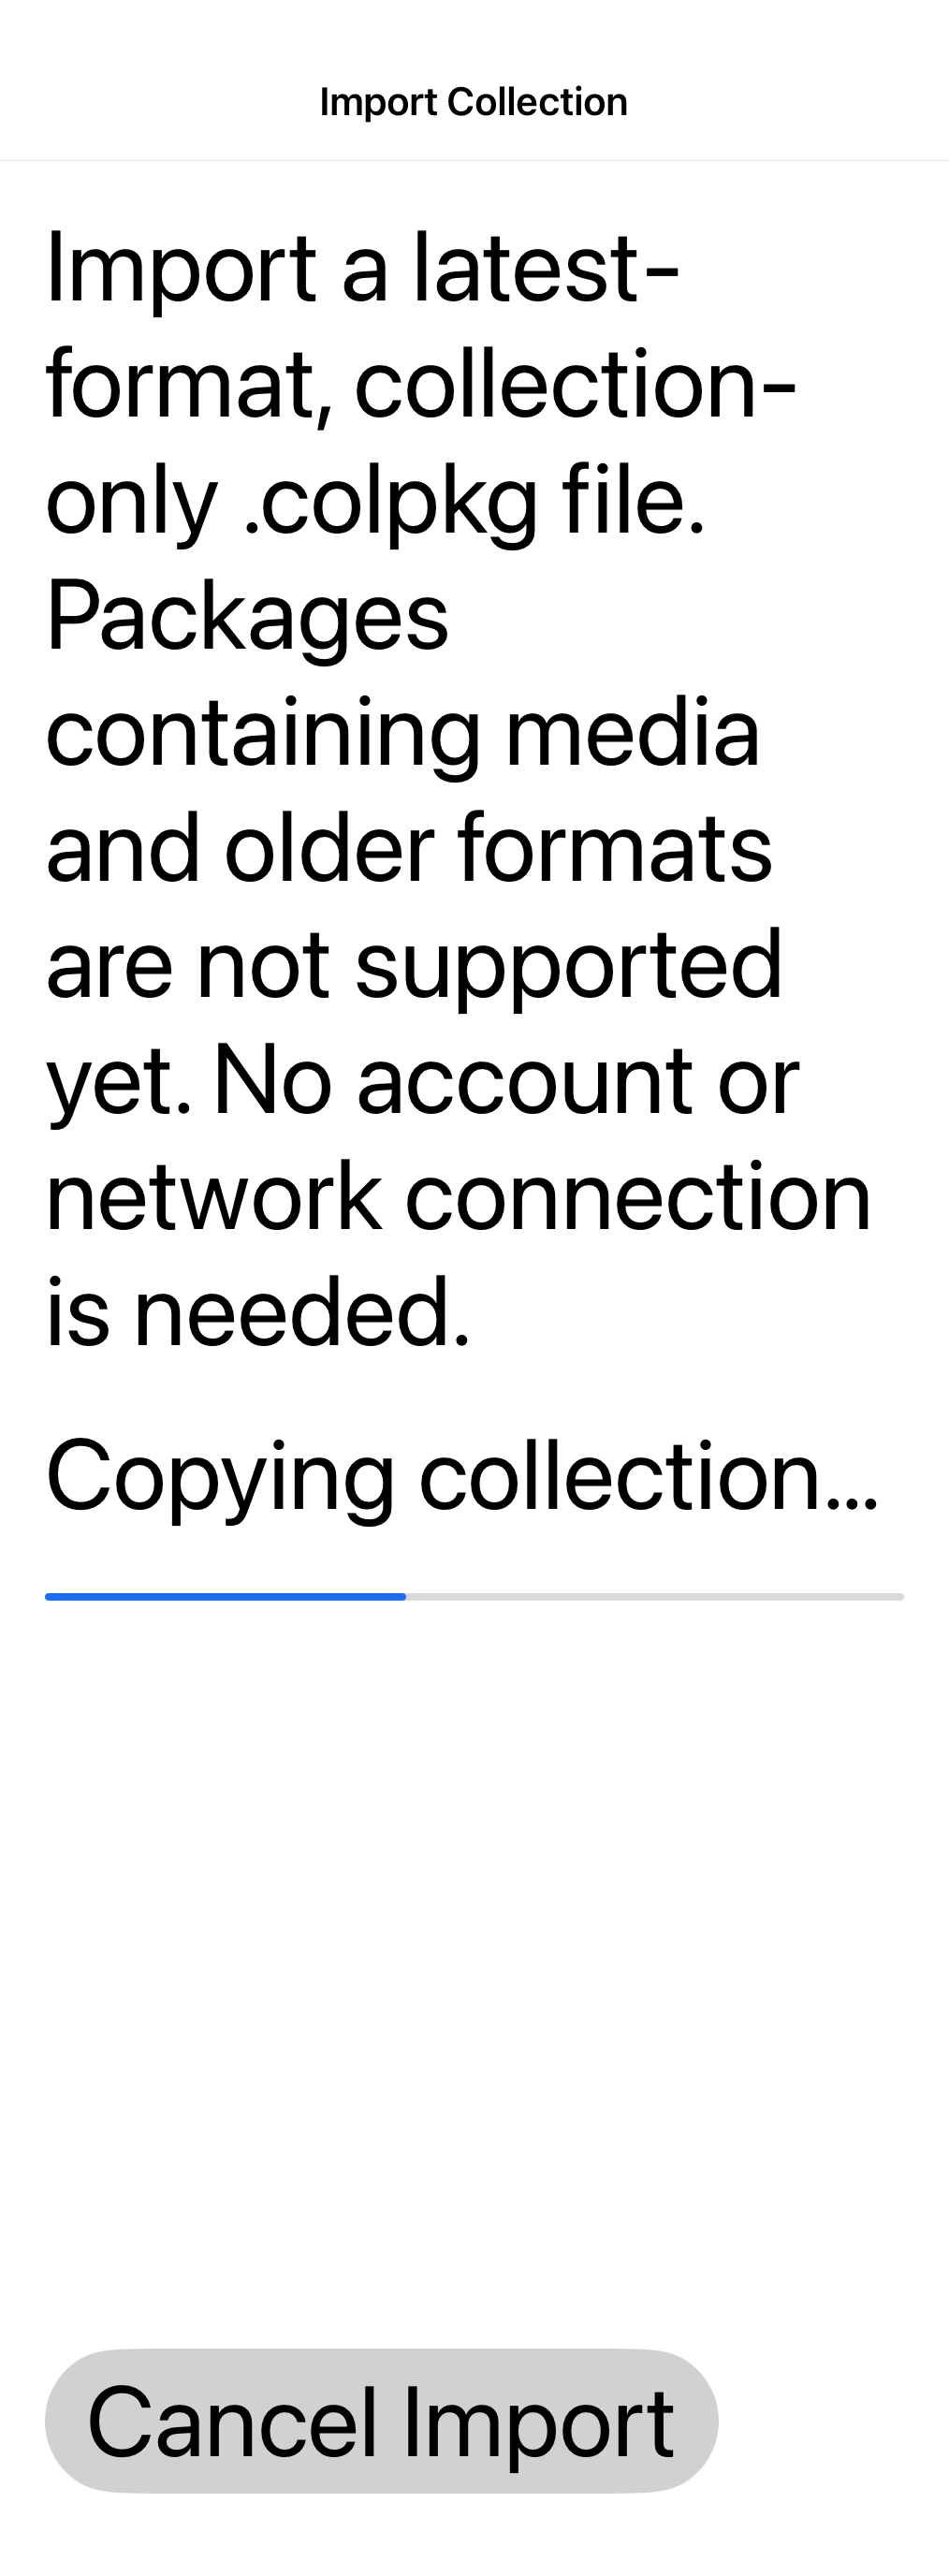 Import Collection
Import a latest-
format, collection-
only .colpkg file.
Packages
containing media
and older formats
are not supported
yet. No account or
network connection
is needed.
Copying collection...
Cancel Import